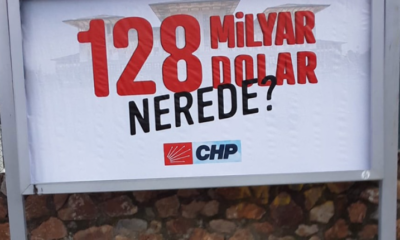 128 MİLYAR
DOLAR
NEREDE?
CHP